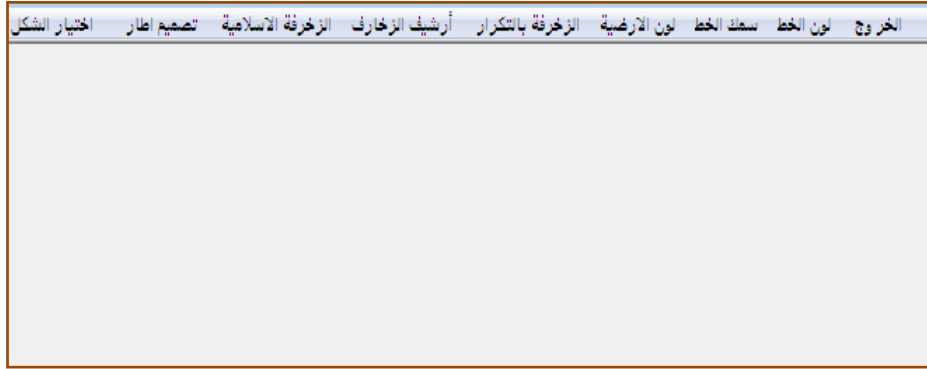 الخروج لون الخط سمك الخط لون الارضية الزخرفة بالتكرار أرشيف الزخارف الزخرفة الاسلامية تصميم اطار اختيار الشكل